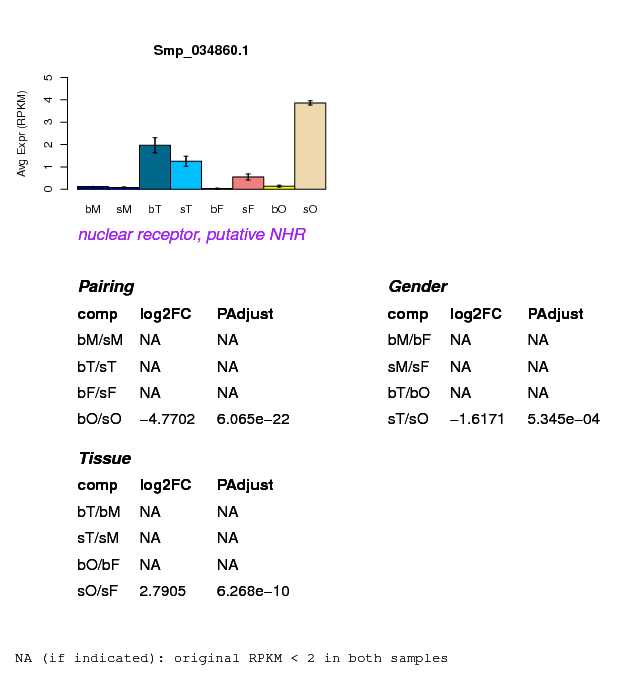 Smp_034860.1
Avg Expr (RPKM)
5
4
3
2
1
0
bM sM bT sT bF sF bO sO
nuclear receptor, putative NHR
Pairing
comp log2FC PAdjust
bM/sM NA NA
bT/sT NA NA
bF/sF NA NA
bO/sO −4.7702 6.065e−22
Gender
comp log2FC PAdjust
bM/bF NA NA
sM/sF NA NA
bT/bO NA NA
sT/sO −1.6171 5.345e−04
Tissue
comp log2FC PAdjust
bT/bM NA NA
sT/sM NA NA
bO/bF NA NA
sO/sF 2.7905 6.268e−10
NA (if indicated): original RPKM < 2 in both samples